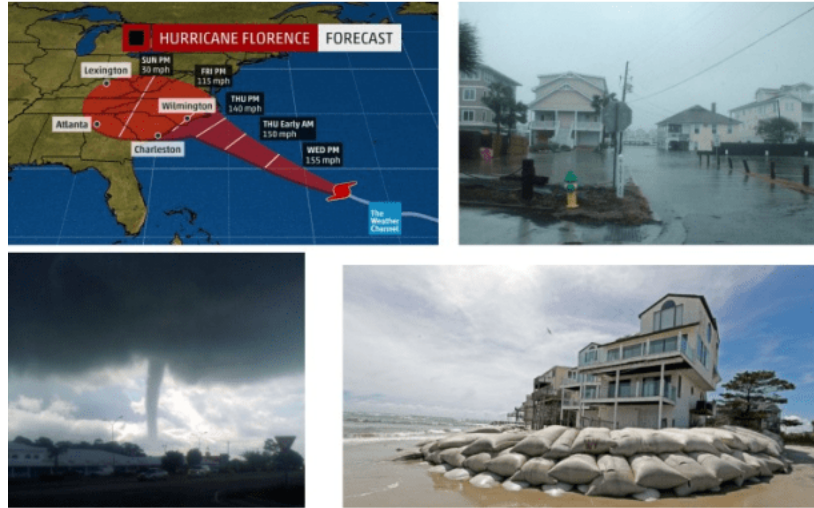 HURRICANE FLORENCE FORECAST
SUN PM
30 mph
Lexington
FRI PM
115 mph
THU PM
140 mph
Wilmington
THU Early AM
150 mph
Atlanta
Charleston
WED PM
155 mph
The
Weather
Channel